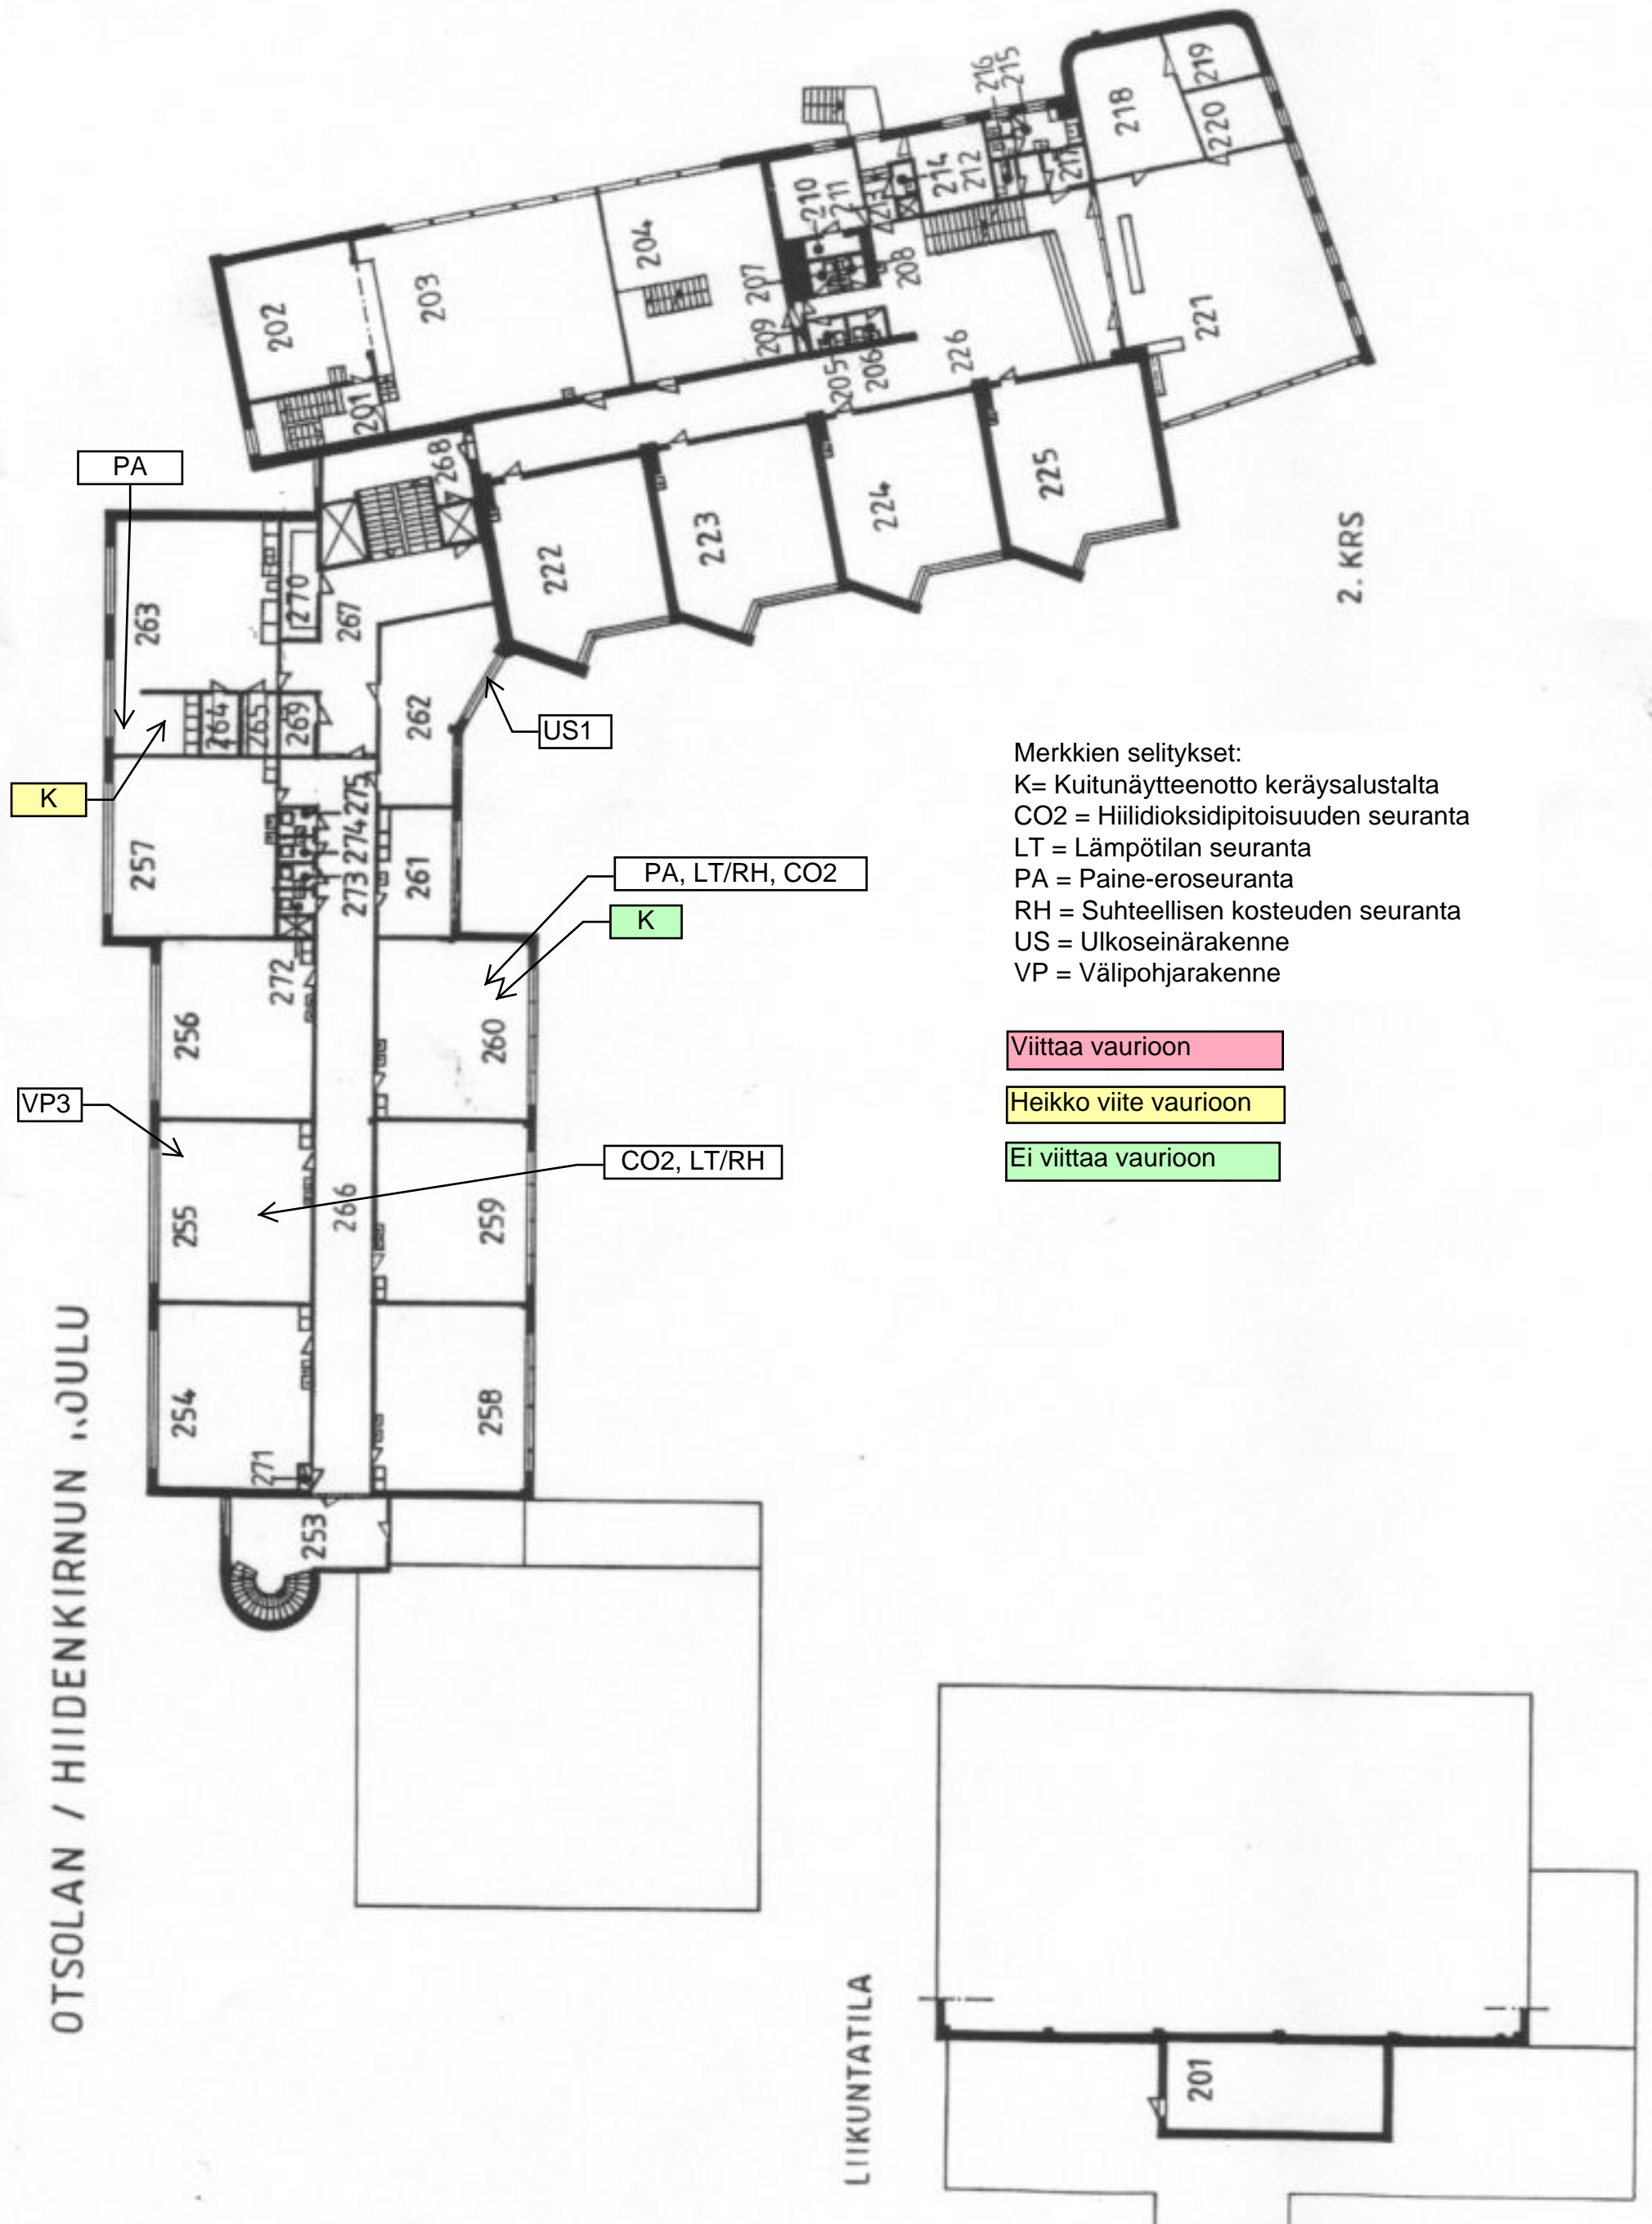 216
215
219
218
220
210
211
213
214
212
217
204
203
202
207
208
209
221
226
205
206
201
268
225
224
223
222
2. KRS
PA
263
270
267
264
265
269
262
US1
K
257
273
274
275
261
PA, LT/RH, CO2
K
272
256
260
VP3
CO2, LT/RH
255
266
259
254
258
271
253
Merkkien selitykset:
K= Kuitunäytteenotto keräysalustalta
CO2 = Hiilidioksidipitoisuuden seuranta
LT = Lämpötilan seuranta
PA = Paine-eroseuranta
RH = Suhteellisen kosteuden seuranta
US = Ulkoseinärakenne
VP = Välipohjarakenne
Viittaa vaurioon
Heikko viite vaurioon
Ei viittaa vaurioon
OTSOLAN / HIIDENKIRNUN KOULU
LIIKUNTATILA
201